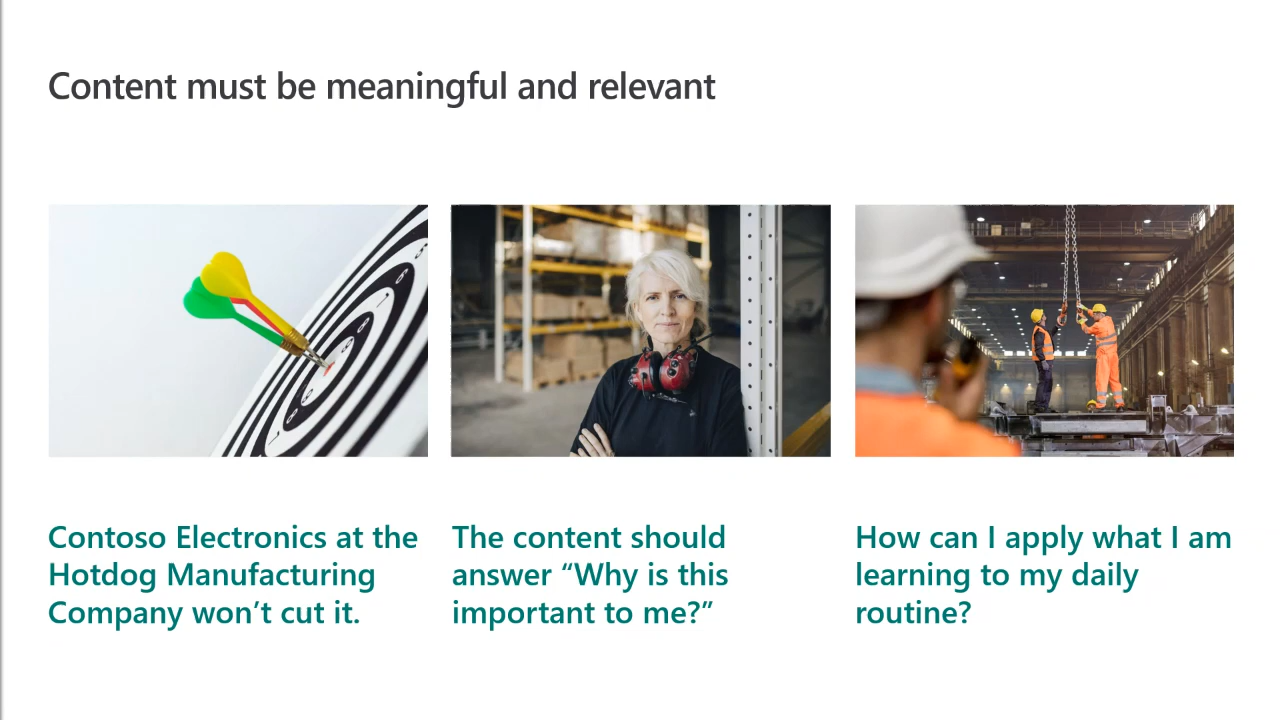 Content must be meaningful and relevant
Contoso Electronics at the
Hotdog Manufacturing
Company won’t cut it.
The content should
answer “Why is this
important to me?”
How can I apply what I am
learning to my daily
routine?